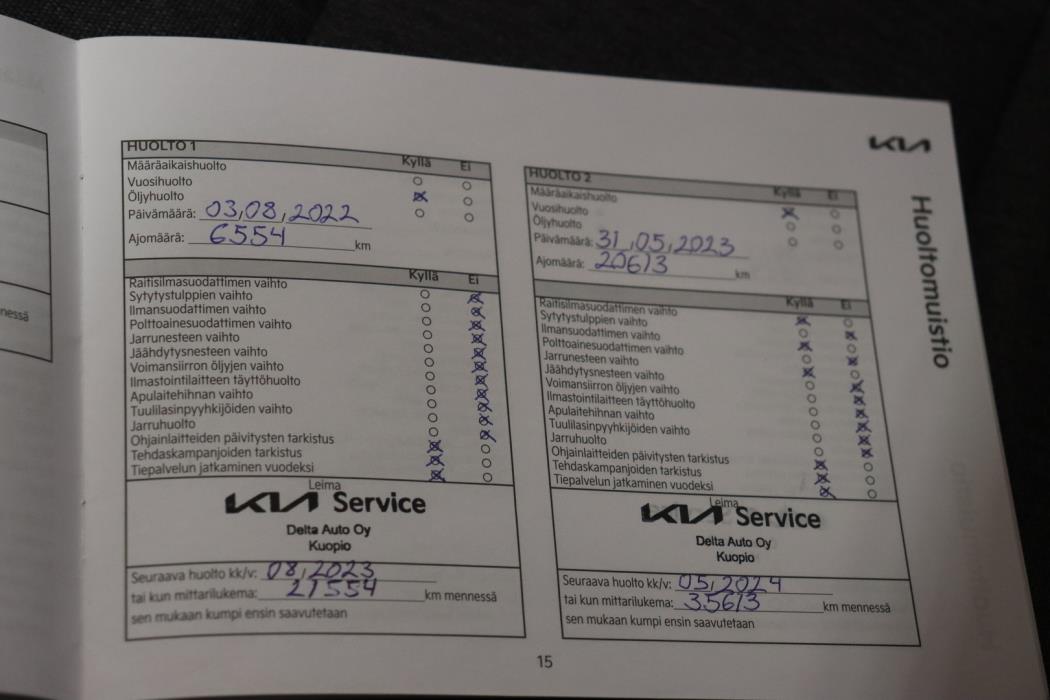 KIA
Huoltomuistio
HUOLTO 1
Kyllä Ei
Määräaikaishuolto
Vuosihuolto
Öljyhuolto
Päivämäärä: 03,08,2022
Ajomäärä: 6554 km
Kyllä Ei
Raitisilmasuodattimen vaihto
Sytytystulppien vaihto
Ilmansuodattimen vaihto
Polttoainesuodattimen vaihto
Jarrunesteen vaihto
Jäähdytysnesteen vaihto
Voimansiirron öljyjen vaihto
Ilmastointilaitteen täyttöhuolto
Apulaitehihnan vaihto
Tuulilasinpyyhkijöiden vaihto
Jarruhuolto
Ohjainlaitteiden päivitysten tarkistus
Tehdaskampanjoiden tarkistus
Tiepalvelun jatkaminen vuodeksi
Leima
KIA Service
Delta Auto Oy
Kuopio
Seuraava huolto kk/v: 08/2023
tai kun mittarilukema: 21554 km mennessä
sen mukaan kumpi ensin saavutetaan
HUOLTO 2
Kyllä Ei
Määräaikaishuolto
Vuosihuolto
Öljyhuolto
Päivämäärä: 31,05,2023
Ajomäärä: 20613 km
Kyllä Ei
Raitisilmasuodattimen vaihto
Sytytystulppien vaihto
Ilmansuodattimen vaihto
Polttoainesuodattimen vaihto
Jarrunesteen vaihto
Jäähdytysnesteen vaihto
Voimansiirron öljyjen vaihto
Ilmastointilaitteen täyttöhuolto
Apulaitehihnan vaihto
Tuulilasinpyyhkijöiden vaihto
Jarruhuolto
Ohjainlaitteiden päivitysten tarkistus
Tehdaskampanjoiden tarkistus
Tiepalvelun jatkaminen vuodeksi
Leima
KIA Service
Delta Auto Oy
Kuopio
Seuraava huolto kk/v: 05/2024
tai kun mittarilukema: 35613 km mennessä
sen mukaan kumpi ensin saavutetaan
15